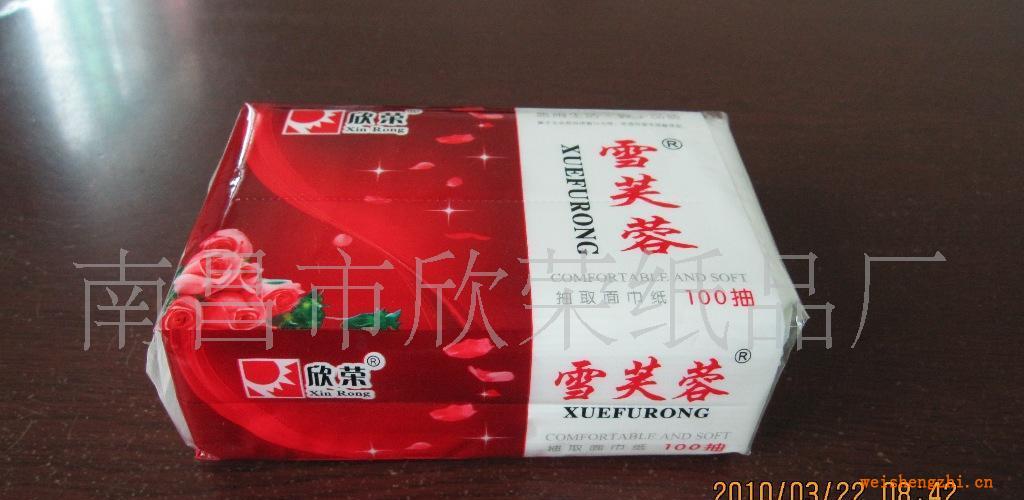 欣荣®
Xin Rong
雪芙蓉®
XUEFURONG
COMFORTABLE AND SOFT
抽取面巾纸 100抽
南昌市欣荣纸品厂
欣荣®
Xin Rong
雪芙蓉®
XUEFURONG
COMFORTABLE AND SOFT
抽取面巾纸 100抽
weishengzhi.cn
2010/03/22 08:42